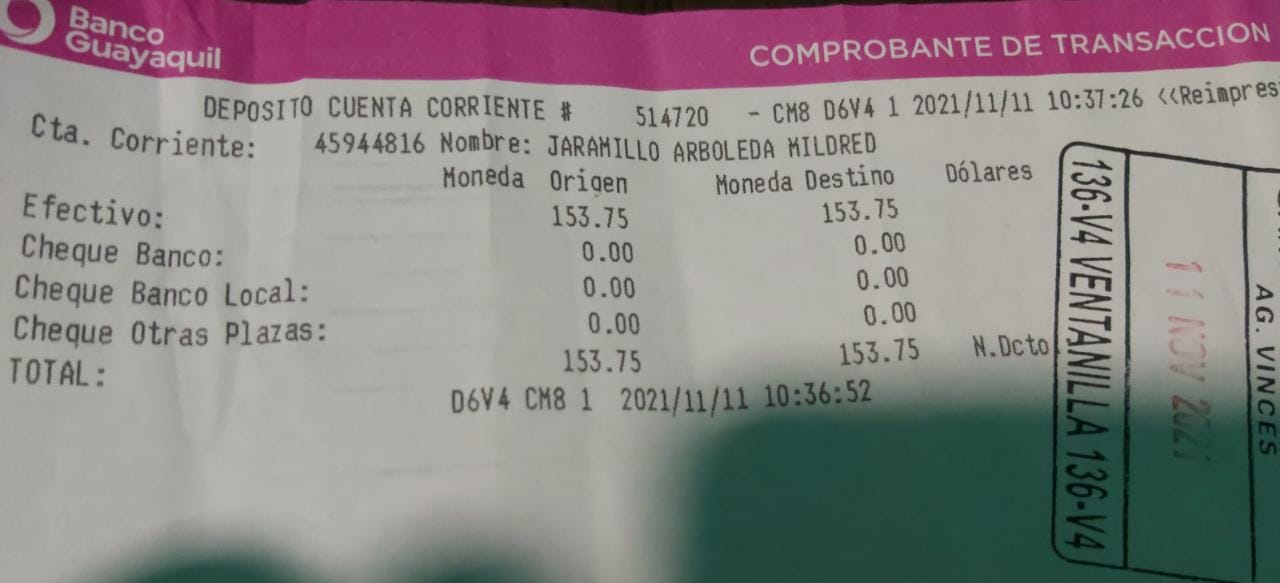 Banco
Guayaquil
COMPROBANTE DE TRANSACCION
DEPOSITO CUENTA CORRIENTE # 514720 - CM8 D6V4 1 2021/11/11 10:37:26 <<Reimpres
Cta. Corriente: 45944816 Nombre: JARAMILLO ARBOLEDA MILDRED
Moneda Origen Moneda Destino Dólares
Efectivo: 153.75 153.75
Cheque Banco: 0.00 0.00
Cheque Banco Local: 0.00 0.00
Cheque Otras Plazas: 0.00 0.00
TOTAL: 153.75 153.75 N.Dcto
D6V4 CM8 1 2021/11/11 10:36:52
136-V4 VENTANILLA 136-V4
11 NOV 2021
AG. VINCES